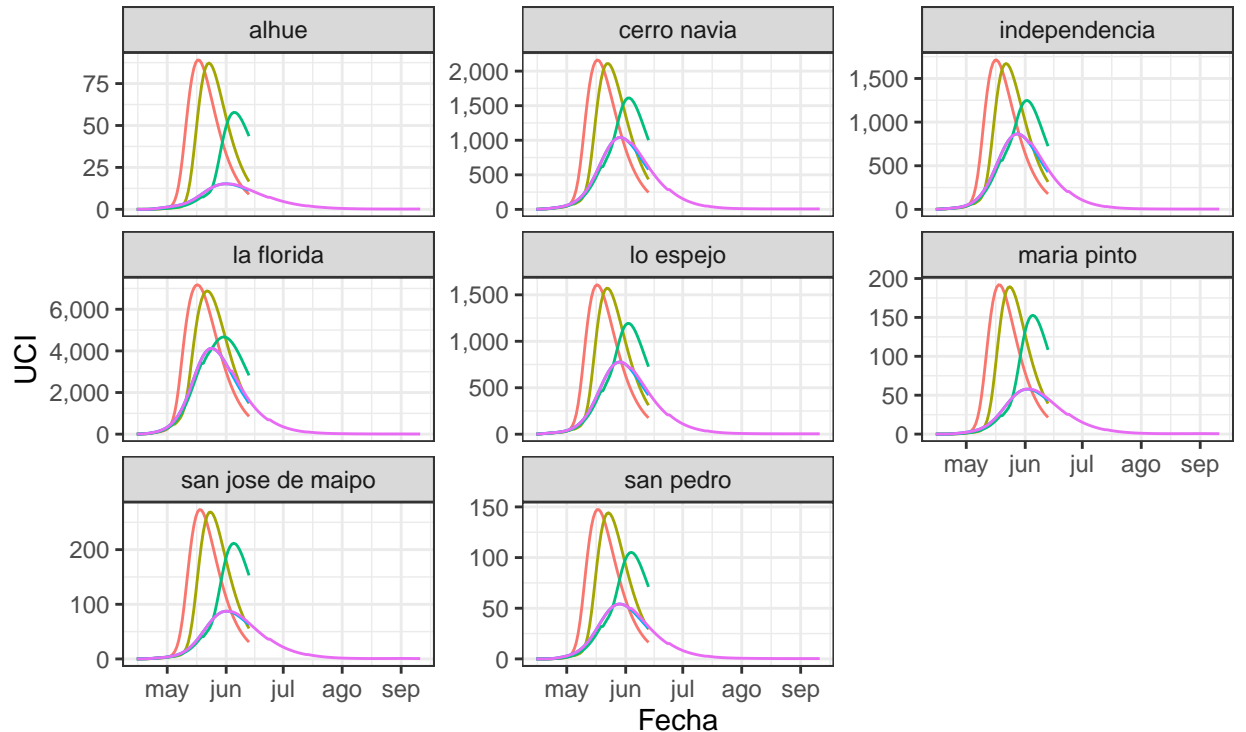 alhue
cerro navia
independencia
75
50
25
0
2,000
1,500
1,000
500
0
1,500
1,000
500
0
la florida
lo espejo
maria pinto
6,000
4,000
2,000
0
1,500
1,000
500
0
200
150
100
50
0
may jun jul ago sep
san jose de maipo
san pedro
200
100
0
150
100
50
0
may jun jul ago sep
may jun jul ago sep
UCI
Fecha